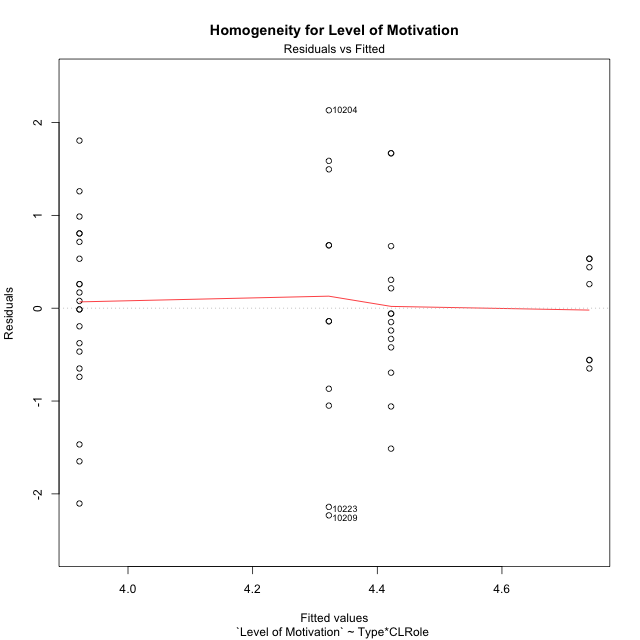 Homogeneity for Level of Motivation
Residuals vs Fitted
2
1
0
-1
-2
Residuals
10204
10223
10209
4.0 4.2 4.4 4.6
Fitted values
`Level of Motivation` ~ Type*CLRole